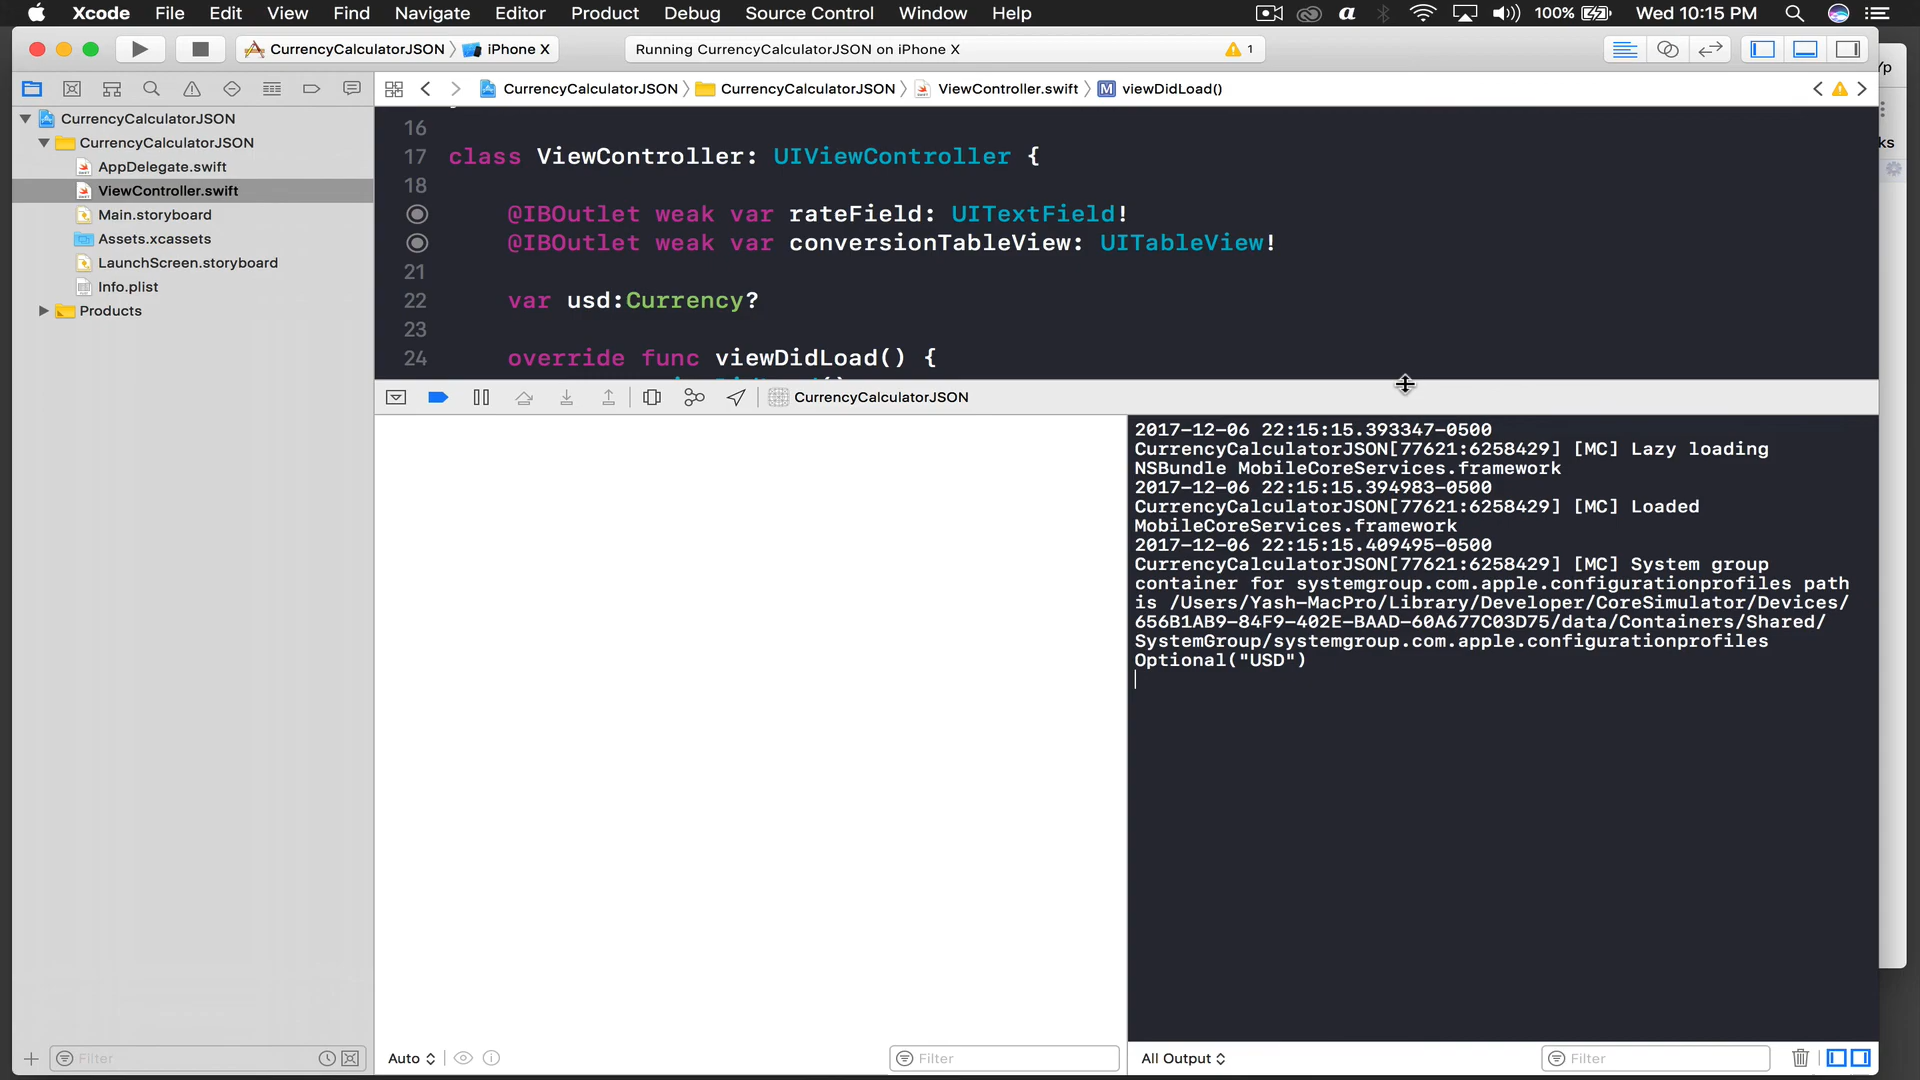 Xcode File Edit View Find Navigate Editor Product Debug Source Control Window Help 100% Wed 10:15 PM
CurrencyCalculatorJSON iPhone X Running CurrencyCalculatorJSON on iPhone X 1
CurrencyCalculatorJSON CurrencyCalculatorJSON ViewController.swift M viewDidLoad()
CurrencyCalculatorJSON
CurrencyCalculatorJSON
AppDelegate.swift
ViewController.swift
Main.storyboard
Assets.xcassets
LaunchScreen.storyboard
Info.plist
Products
16
17 class ViewController: UIViewController {
18
@IBOutlet weak var rateField: UITextField!
@IBOutlet weak var conversionTableView: UITableView!
21
22 var usd:Currency?
23
24 override func viewDidLoad() {
CurrencyCalculatorJSON
2017-12-06 22:15:15.393347-0500
CurrencyCalculatorJSON[77621:6258429] [MC] Lazy loading
NSBundle MobileCoreServices.framework
2017-12-06 22:15:15.394983-0500
CurrencyCalculatorJSON[77621:6258429] [MC] Loaded
MobileCoreServices.framework
2017-12-06 22:15:15.409495-0500
CurrencyCalculatorJSON[77621:6258429] [MC] System group
container for systemgroup.com.apple.configurationprofiles path
is /Users/Yash-MacPro/Library/Developer/CoreSimulator/Devices/
656B1AB9-84F9-402E-BAAD-60A677C03D75/data/Containers/Shared/
SystemGroup/systemgroup.com.apple.configurationprofiles
Optional("USD")
Filter
Auto
Filter
All Output
Filter